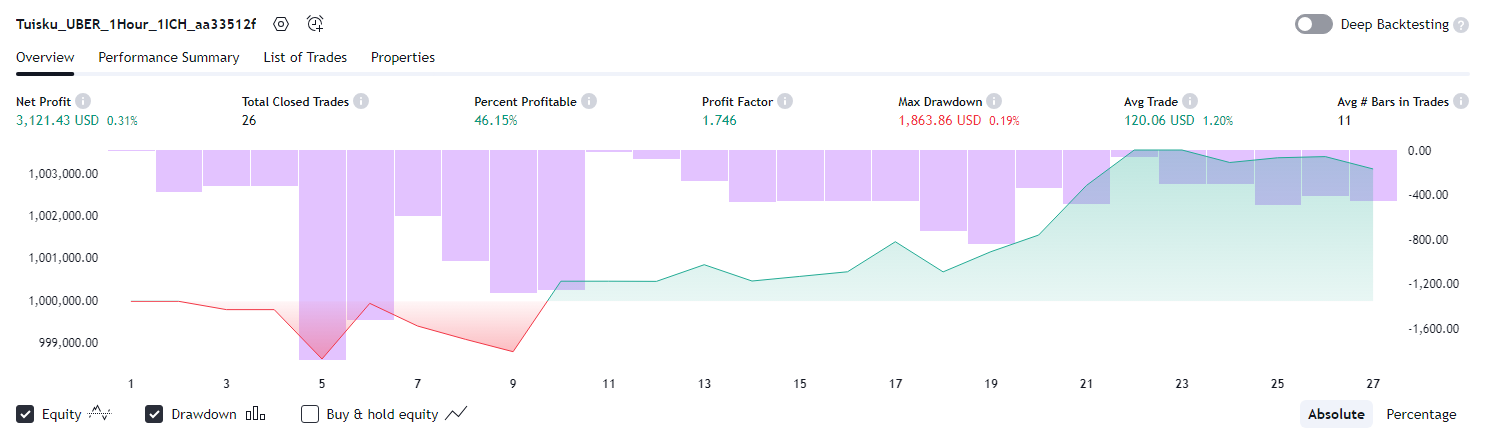 Tuisku_UBER_1Hour_1ICH_aa33512f Deep Backtesting ?
Overview Performance Summary List of Trades Properties
Net Profit i Total Closed Trades i Percent Profitable i Profit Factor i Max Drawdown i Avg Trade i Avg # Bars in Trades i
3,121.43 USD 0.31% 26 46.15% 1.746 1,863.86 USD 0.19% 120.06 USD 1.20% 11
0.00
1,003,000.00
-400.00
1,002,000.00
-800.00
1,001,000.00
-1,200.00
1,000,000.00
-1,600.00
999,000.00
1 3 5 7 9 11 13 15 17 19 21 23 25 27
Equity Drawdown Buy & hold equity Absolute Percentage